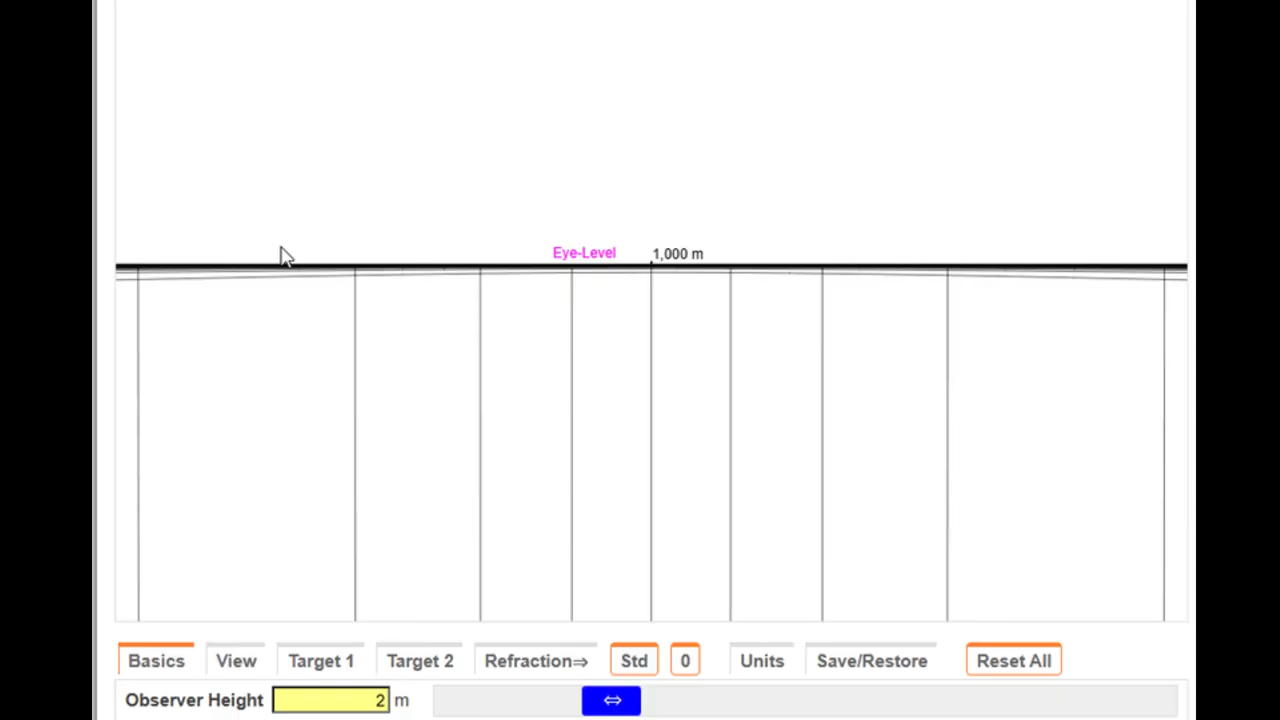 Eye-Level 1,000 m
Basics View Target 1 Target 2 Refraction⇒ Std 0 Units Save/Restore Reset All
Observer Height 2 m ⇔